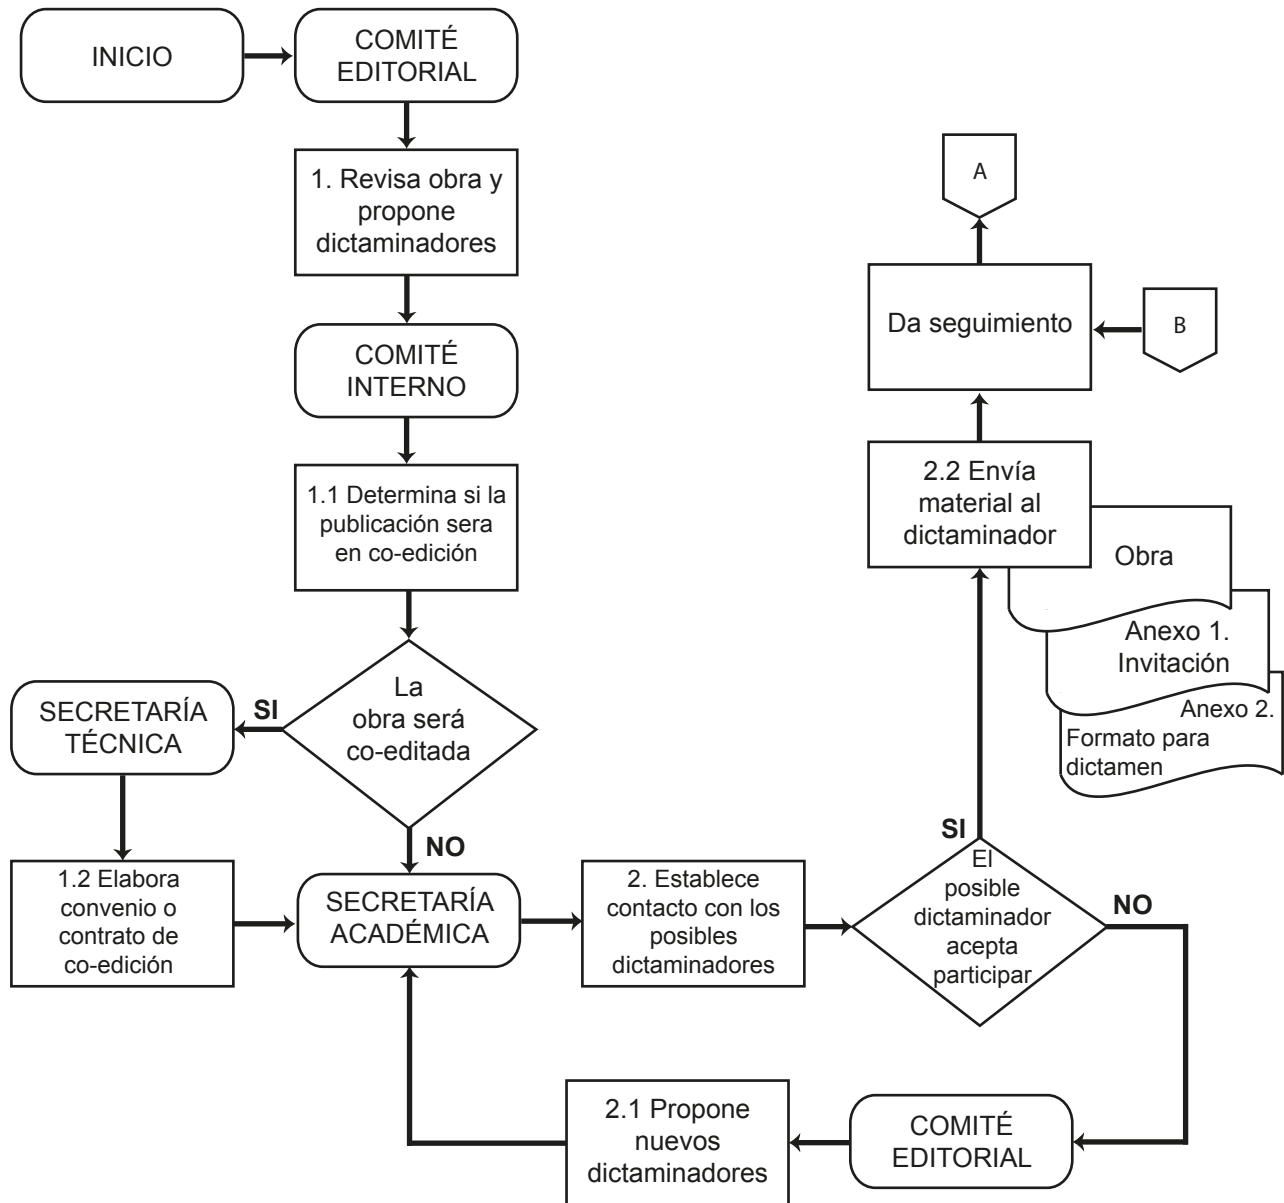 INICIO
COMITÉ
EDITORIAL
1. Revisa obra y
propone
dictaminadores
COMITÉ
INTERNO
1.1 Determina si la
publicación sera
en co-edición
La
obra será
co-editada
SI
NO
SECRETARÍA
TÉCNICA
1.2 Elabora
convenio o
contrato de
co-edición
SECRETARÍA
ACADÉMICA
2. Establece
contacto con los
posibles
dictaminadores
El
posible
dictaminador
acepta
participar
SI
NO
COMITÉ
EDITORIAL
2.1 Propone
nuevos
dictaminadores
2.2 Envía
material al
dictaminador
Obra
Anexo 1.
Invitación
Anexo 2.
Formato para
dictamen
Da seguimiento
B
A